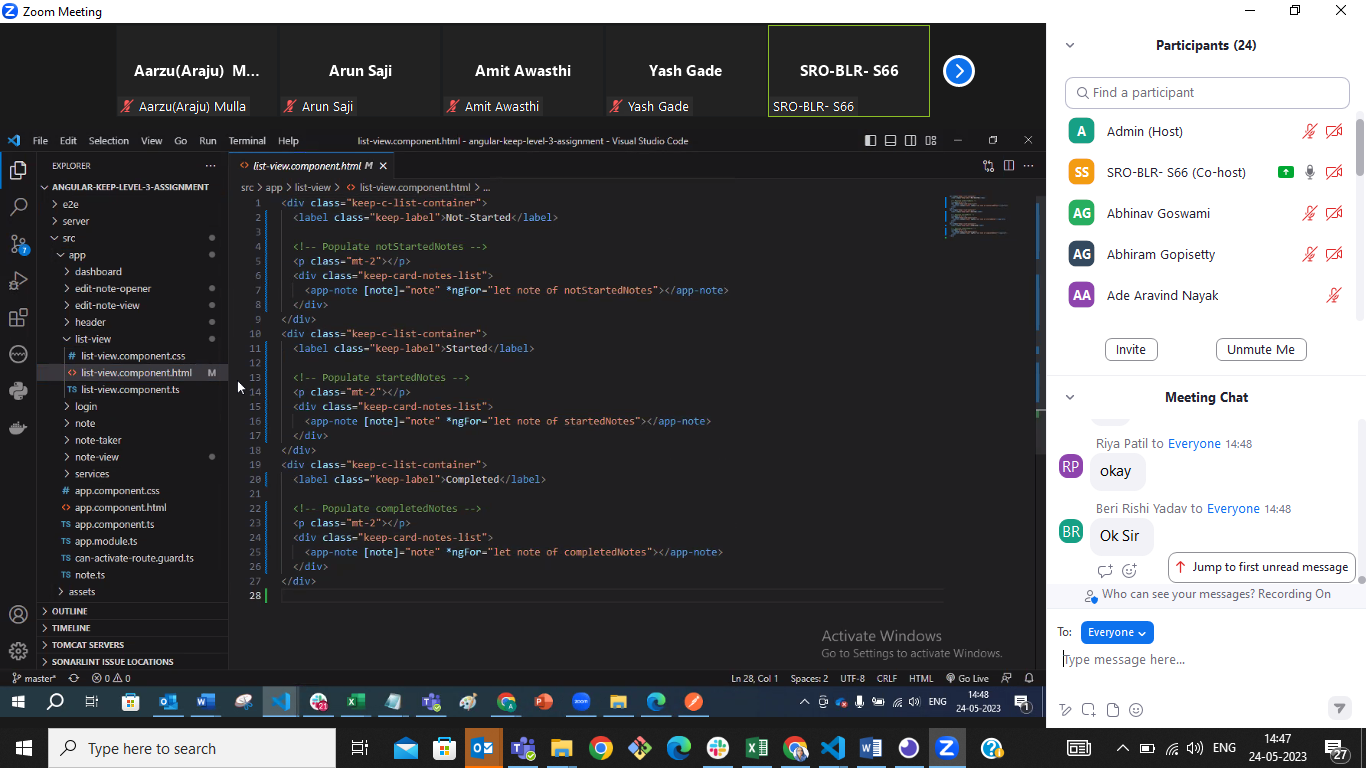 Zoom Meeting
Aarzu(Araju) M...
Aarzu(Araju) Mulla
Arun Saji
Arun Saji
Amit Awasthi
Amit Awasthi
Yash Gade
Yash Gade
SRO-BLR- S66
SRO-BLR- S66
File Edit Selection View Go Run Terminal Help
list-view.component.html - angular-keep-level-3-assignment - Visual Studio Code
EXPLORER
ANGULAR-KEEP-LEVEL-3-ASSIGNMENT
e2e
server
src
app
dashboard
edit-note-opener
edit-note-view
header
list-view
list-view.component.css
list-view.component.html M
TS list-view.component.ts
login
note
note-taker
note-view
services
app.component.css
app.component.html
TS app.component.ts
TS app.module.ts
TS can-activate-route.guard.ts
TS note.ts
assets
OUTLINE
TIMELINE
TOMCAT SERVERS
SONARLINT ISSUE LOCATIONS
7
list-view.component.html M
src > app > list-view > list-view.component.html > ...
1 <div class="keep-c-list-container">
2 <label class="keep-label">Not-Started</label>
3
4 <!-- Populate notStartedNotes -->
5 <p class="mt-2"></p>
6 <div class="keep-card-notes-list">
7 <app-note [note]="note" *ngFor="let note of notStartedNotes"></app-note>
8 </div>
9 </div>
10 <div class="keep-c-list-container">
11 <label class="keep-label">Started</label>
12
13 <!-- Populate startedNotes -->
14 <p class="mt-2"></p>
15 <div class="keep-card-notes-list">
16 <app-note [note]="note" *ngFor="let note of startedNotes"></app-note>
17 </div>
18 </div>
19 <div class="keep-c-list-container">
20 <label class="keep-label">Completed</label>
21
22 <!-- Populate completedNotes -->
23 <p class="mt-2"></p>
24 <div class="keep-card-notes-list">
25 <app-note [note]="note" *ngFor="let note of completedNotes"></app-note>
26 </div>
27 </div>
28
Activate Windows
Go to Settings to activate Windows.
master* 0 0 Ln 28, Col 1 Spaces: 2 UTF-8 CRLF HTML Go Live
ENG
14:48
24-05-2023
1
Participants (24)
Find a participant
A Admin (Host)
SS SRO-BLR- S66 (Co-host)
AG Abhinav Goswami
AG Abhiram Gopisetty
AA Ade Aravind Nayak
Invite
Unmute Me
Meeting Chat
Riya Patil to Everyone 14:48
RP okay
Beri Rishi Yadav to Everyone 14:48
BR Ok Sir
Jump to first unread message
Who can see your messages? Recording On
To: Everyone
Type message here...
Type here to search
ENG
14:47
24-05-2023
27